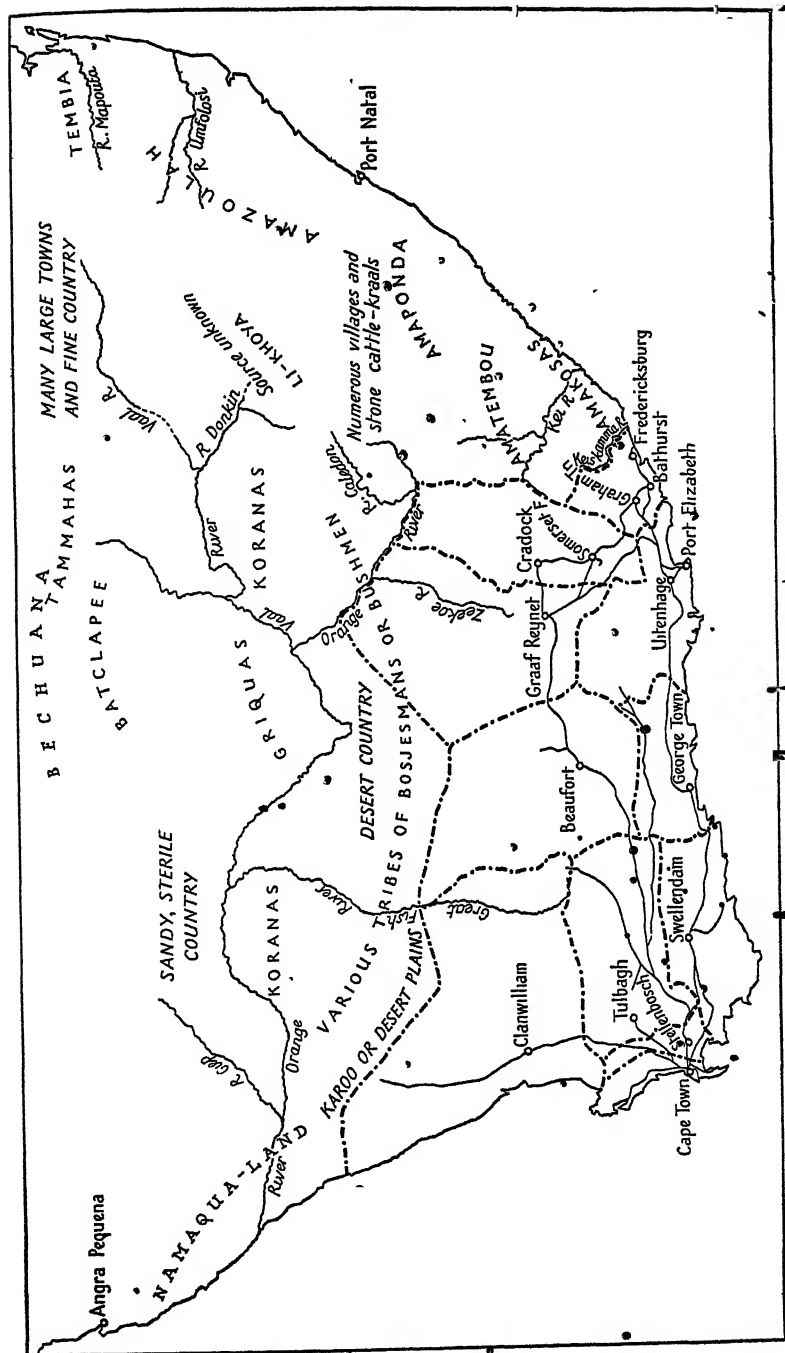 TEMBIA
R. Mapouta
MANY LARGE TOWNS
AND FINE COUNTRY
R Umfolosi
AMAZOULAH
BECHUANA
TAMMAHAS
BATCLAPEE
Vaal R.
R Donkin
Source unknown
LI-KHOYA
Port Natal
SANDY, STERILE
COUNTRY
GRIQUAS
KORANAS
River
Vaal
Numerous villages and
stone cattle-kraals
R. Caledon
AMAPONDA
Angra Pequena
NAMAQUA-LAND
R Giep
KORANAS
Orange
River
River
DESERT COUNTRY
Orange
River
AMATEMBOU
VARIOUS TRIBES OF BOSJESMANS OR BUSHMEN
Zeekoe R.
Kei R
AMAKOSAS
KAROO OR DESERT PLAINS
Great
Fish
Cradock
Somerset F
Graham Tn
Keiskamma R.
Fredericksburg
Graaf Reynet
Bathurst
Clanwilliam
Beaufort
Uitenhage
Port Elizabeth
Tulbagh
Stellenbosch
Swellendam
George Town
Cape Town